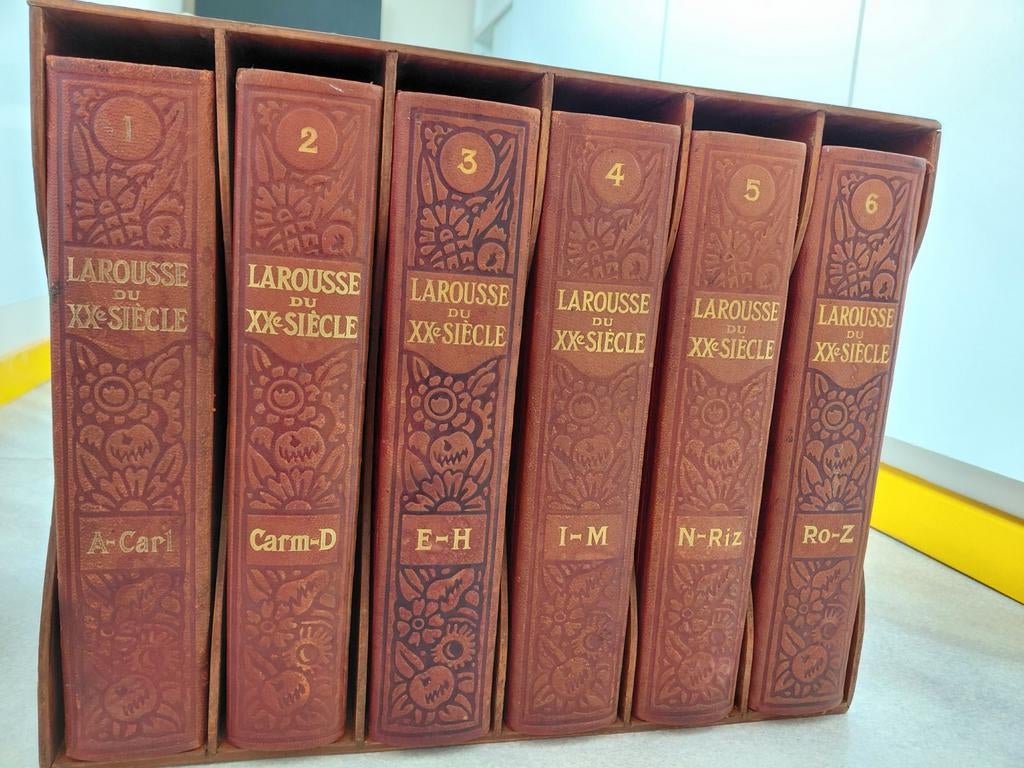 1
LAROUSSE
DU
XXe SIÈCLE
A-Carl
2
LAROUSSE
DU
XXe SIÈCLE
Carm-D
3
LAROUSSE
DU
XXe SIÈCLE
E-H
4
LAROUSSE
DU
XXe SIÈCLE
I-M
5
LAROUSSE
DU
XXe SIÈCLE
N-Riz
6
LAROUSSE
DU
XXe SIÈCLE
Ro-Z